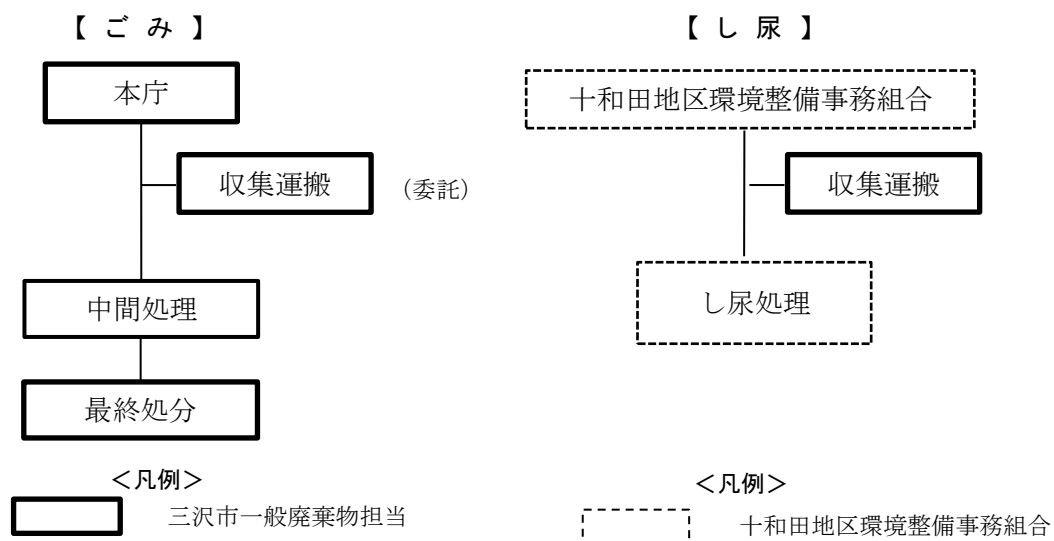 【 ご み 】
本庁
収集運搬
（委託）
中間処理
最終処分
＜凡例＞
三沢市一般廃棄物担当
【 し 尿 】
十和田地区環境整備事務組合
収集運搬
し尿処理
＜凡例＞
十和田地区環境整備事務組合